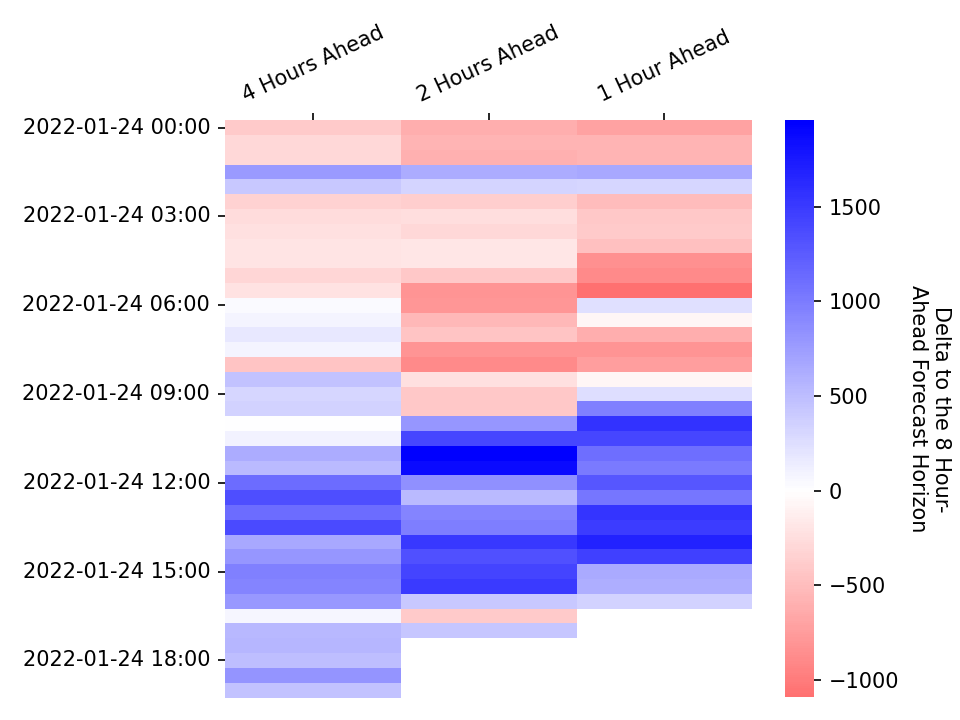 4 Hours Ahead
2 Hours Ahead
1 Hour Ahead
2022-01-24 00:00
2022-01-24 03:00
2022-01-24 06:00
2022-01-24 09:00
2022-01-24 12:00
2022-01-24 15:00
2022-01-24 18:00
1500
1000
500
0
−500
−1000
Delta to the 8 Hour-
Ahead Forecast Horizon